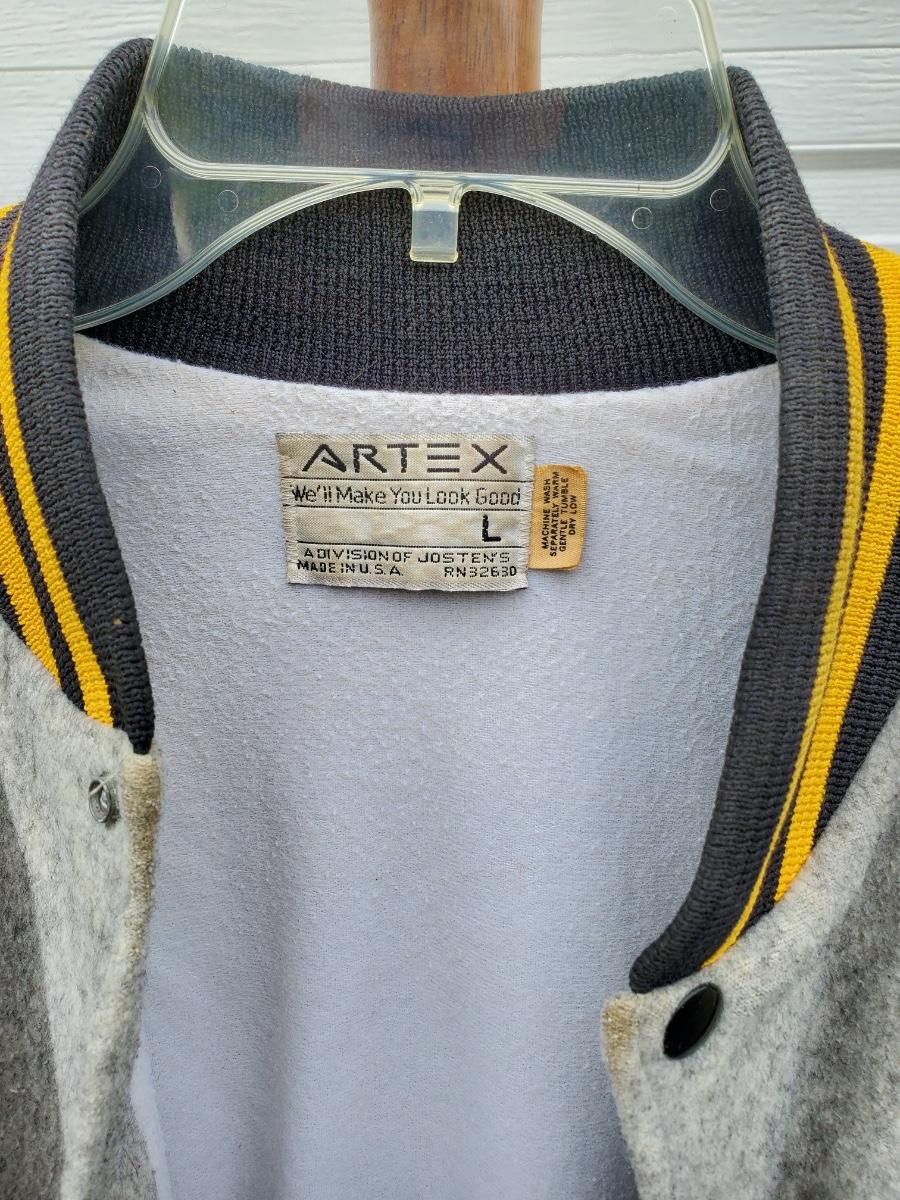 ARTEX
We'll Make You Look Good
L
A DIVISION OF JOSTEN'S
MADE IN U.S.A. RN32630
MACHINE WASH
SEPARATELY WARM
GENTLE TUMBLE
DRY LOW